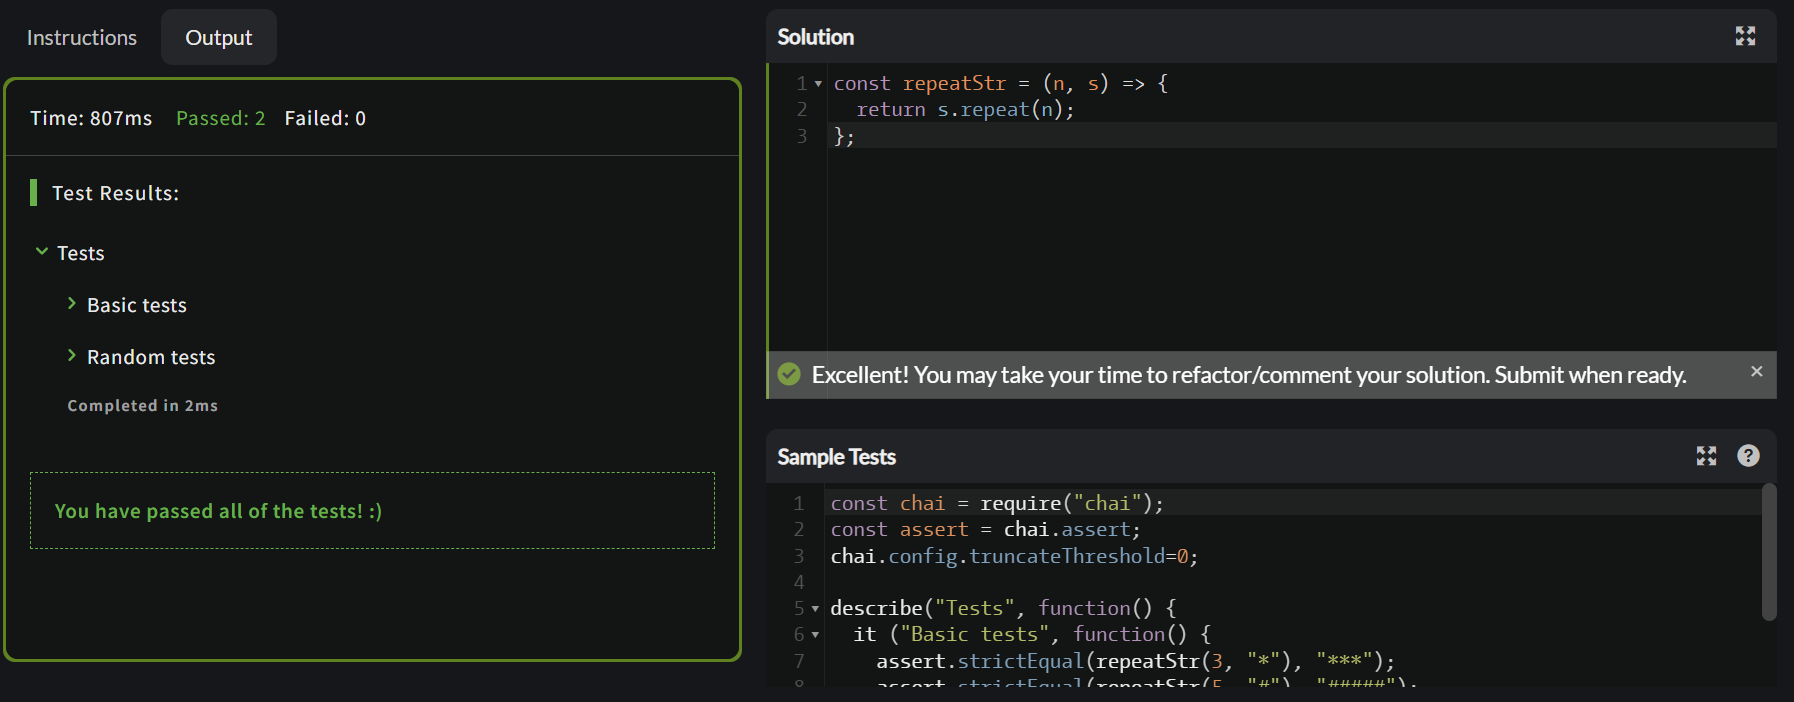 Instructions
Output
Time: 807ms Passed: 2 Failed: 0
Test Results:
Tests
Basic tests
Random tests
Completed in 2ms
You have passed all of the tests! :)
Solution
1 const repeatStr = (n, s) => {
2 return s.repeat(n);
3 };
Excellent! You may take your time to refactor/comment your solution. Submit when ready.
Sample Tests
1 const chai = require("chai");
2 const assert = chai.assert;
3 chai.config.truncateThreshold=0;
4
5 describe("Tests", function() {
6 it ("Basic tests", function() {
7 assert.strictEqual(repeatStr(3, "*"), "***");
8 assert.strictEqual(repeatStr(5, "#"), "#####");